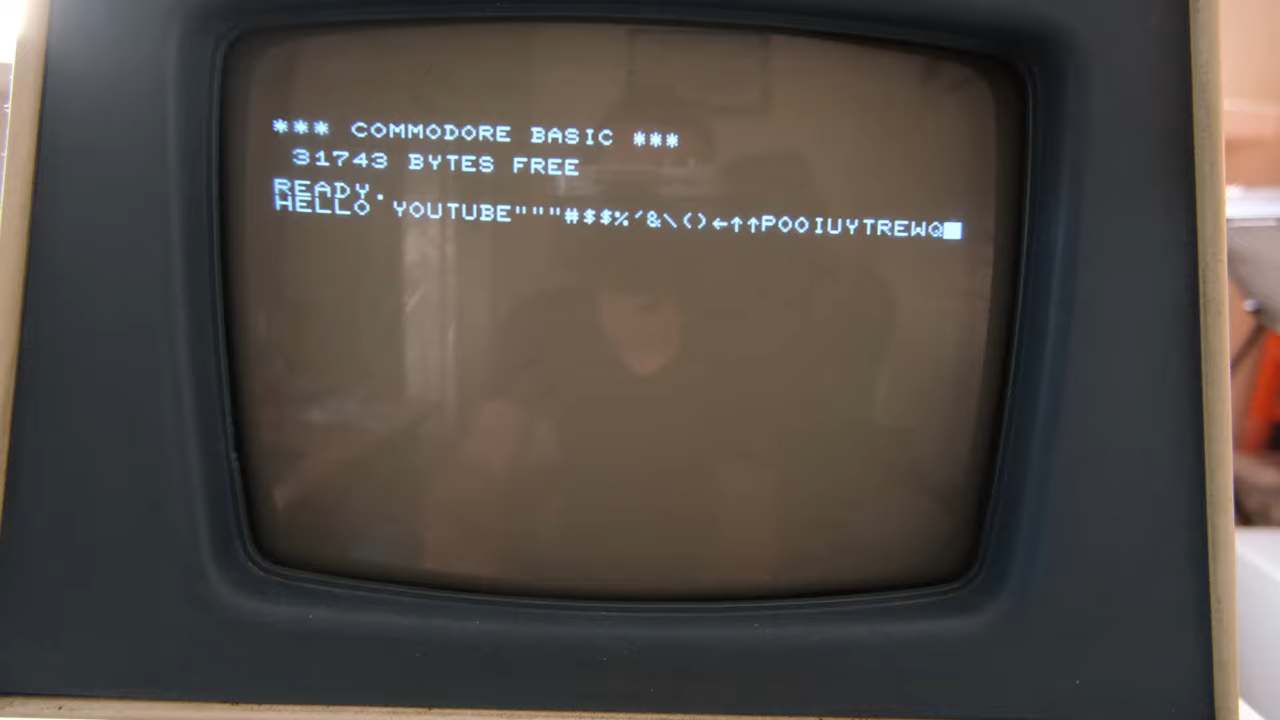 *** COMMODORE BASIC ***
31743 BYTES FREE
READY.
HELLO YOUTUBE"""#$$%'&\()←↑↑POOIUYTREWQ